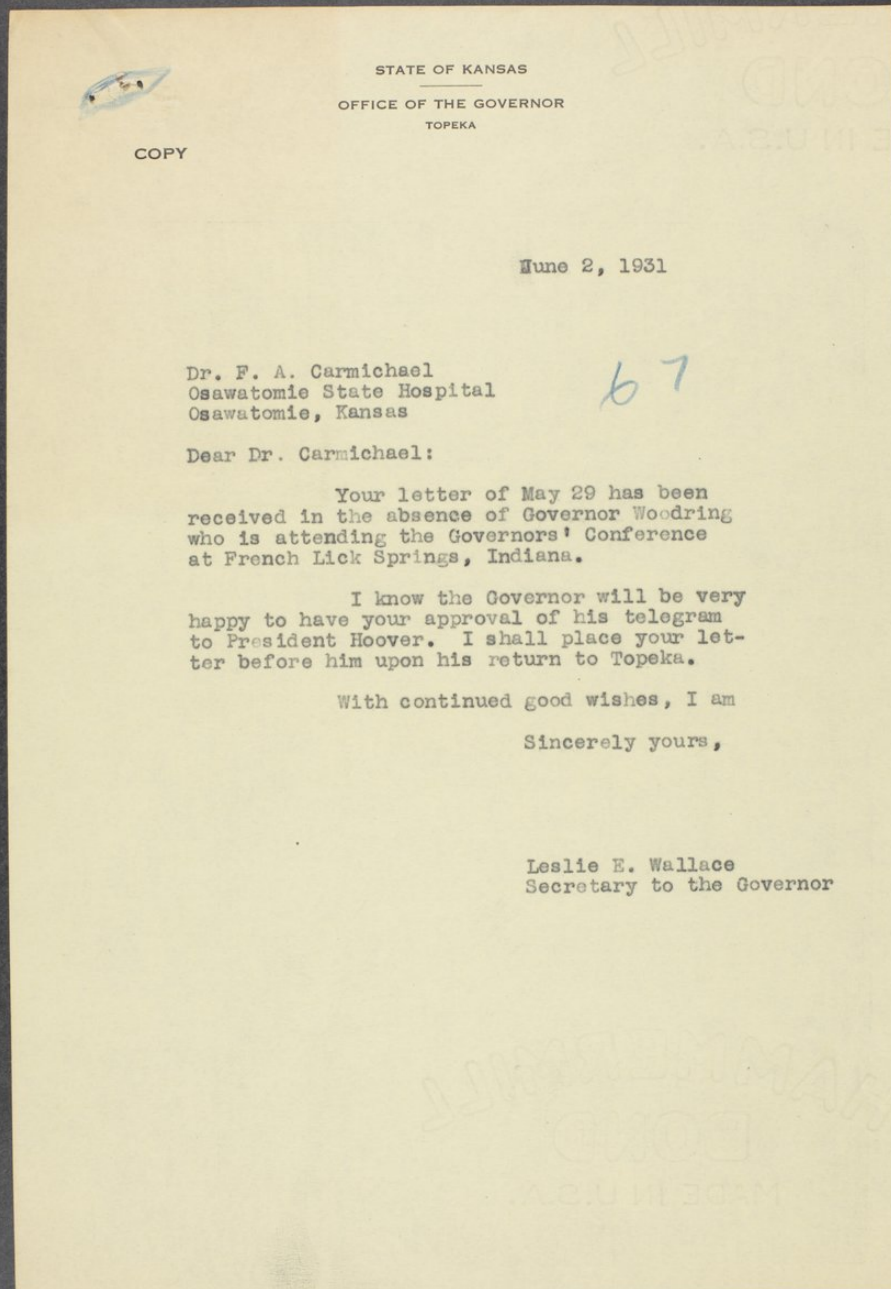 STATE OF KANSAS
OFFICE OF THE GOVERNOR
TOPEKA
COPY
June 2, 1931
67
Dr. F. A. Carmichael
Osawatomie State Hospital
Osawatomie, Kansas
Dear Dr. Carmichael:
Your letter of May 29 has been
received in the absence of Governor Woodring
who is attending the Governors' Conference
at French Lick Springs, Indiana.
I know the Governor will be very
happy to have your approval of his telegram
to President Hoover. I shall place your let-
ter before him upon his return to Topeka.
With continued good wishes, I am
Sincerely yours,
Leslie E. Wallace
Secretary to the Governor
HAMMERMILL
BOND
MADE IN U.S.A.